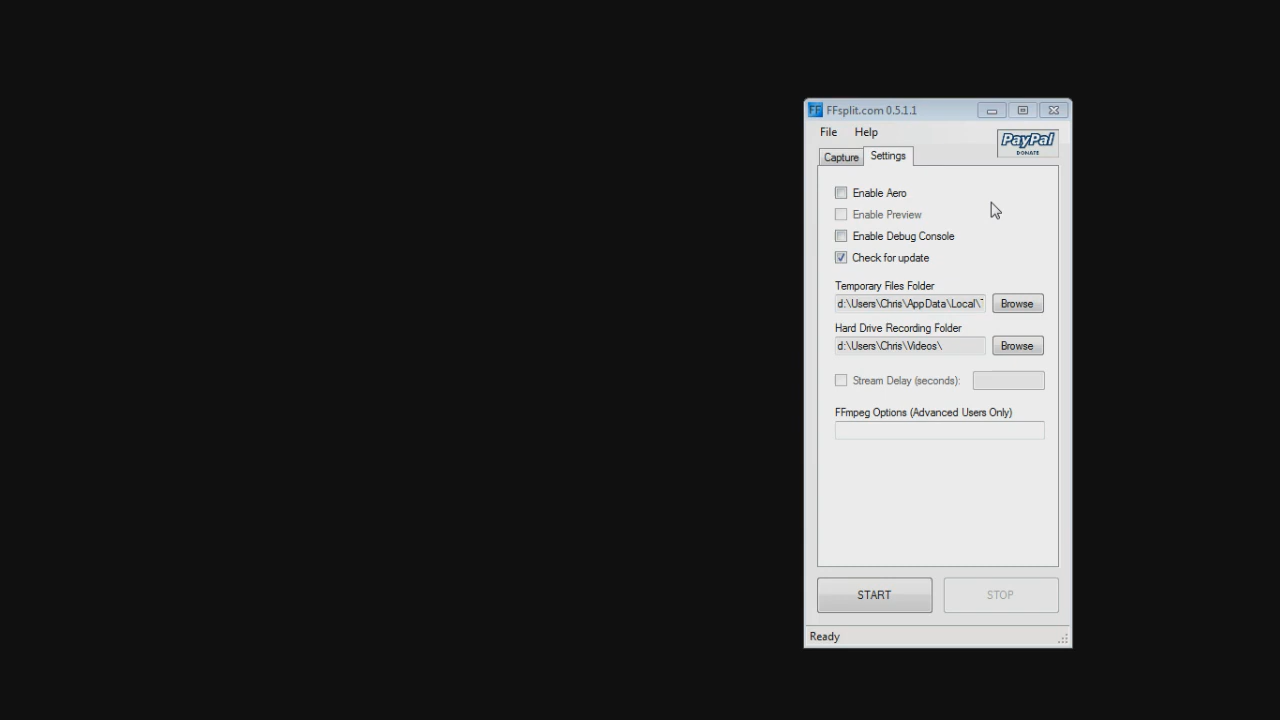 FF FFsplit.com 0.5.1.1
File Help
PayPal
DONATE
Capture Settings
Enable Aero
Enable Preview
Enable Debug Console
Check for update
Temporary Files Folder
d:\Users\Chris\AppData\Local\ Browse
Hard Drive Recording Folder
d:\Users\Chris\Videos\ Browse
Stream Delay (seconds):
FFmpeg Options (Advanced Users Only)
START STOP
Ready